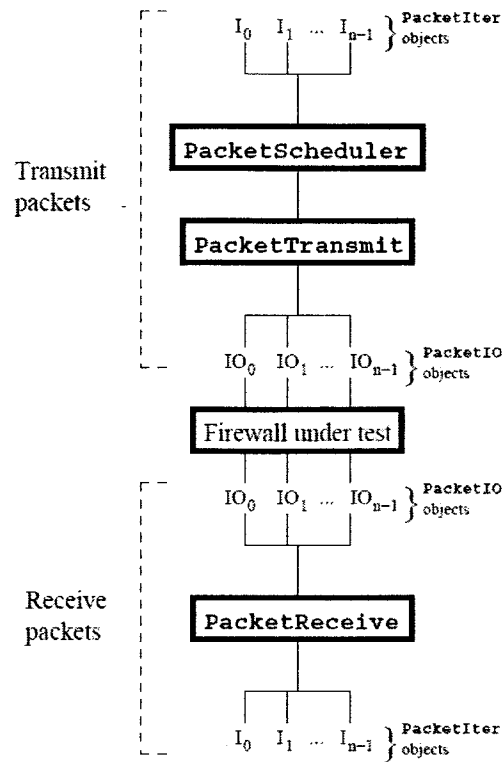 I0 I1 ... In-1 } PacketIter
objects
PacketScheduler
Transmit
packets
PacketTransmit
IO0 IO1 ... IOn-1 } PacketIO
objects
Firewall under test
IO0 IO1 ... IOn-1 } PacketIO
objects
Receive
packets
PacketReceive
I0 I1 ... In-1 } PacketIter
objects